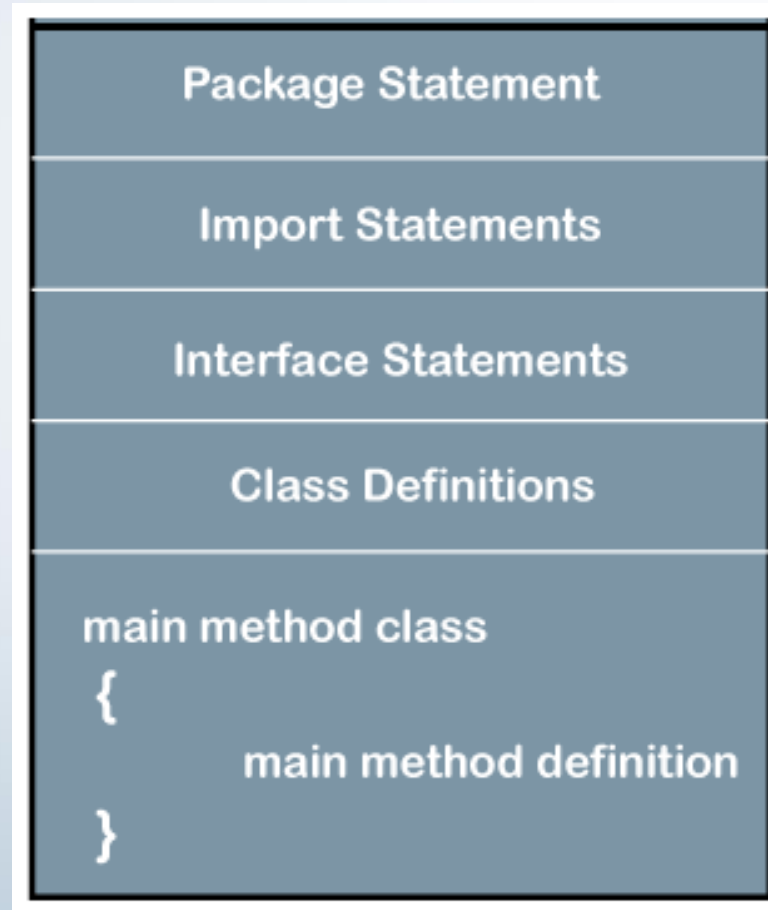 Package Statement
Import Statements
Interface Statements
Class Definitions
main method class
{
main method definition
}